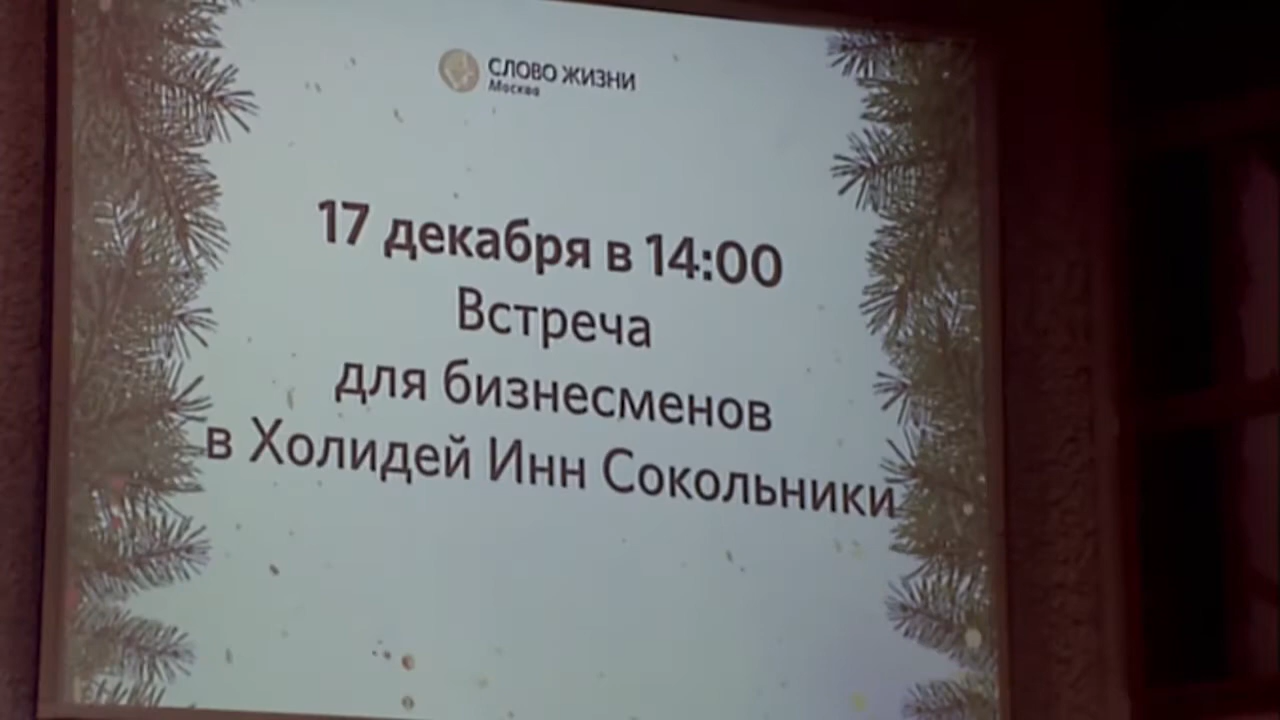 СЛОВО ЖИЗНИ
Москва
17 декабря в 14:00
Встреча
для бизнесменов
в Холидей Инн Сокольники